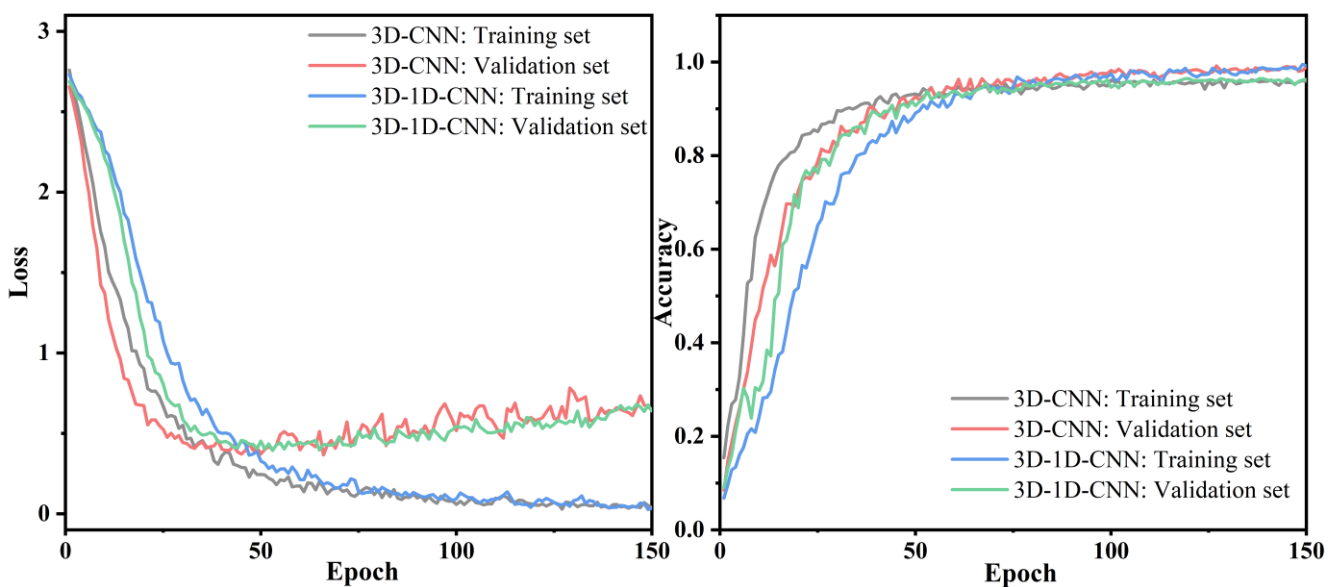 3
2
1
0
Loss
0
50
100
150
Epoch
3D-CNN: Training set
3D-CNN: Validation set
3D-1D-CNN: Training set
3D-1D-CNN: Validation set
1.0
0.8
0.6
0.4
0.2
0.0
Accuracy
0
50
100
150
Epoch
3D-CNN: Training set
3D-CNN: Validation set
3D-1D-CNN: Training set
3D-1D-CNN: Validation set